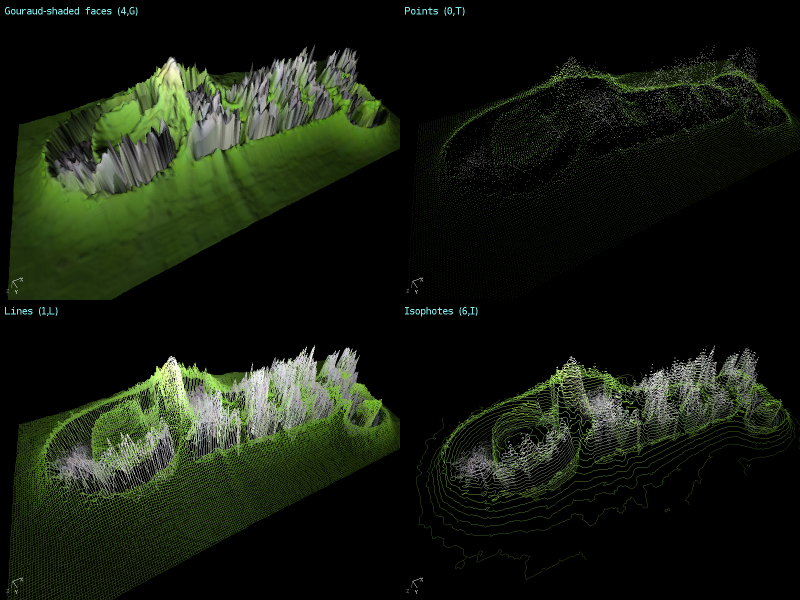 Gouraud-shaded faces (4,G)
Points (0,T)
Z X Y
Z X Y
Lines (1,L)
Isophotes (6,I)
Z X Y
Z X Y